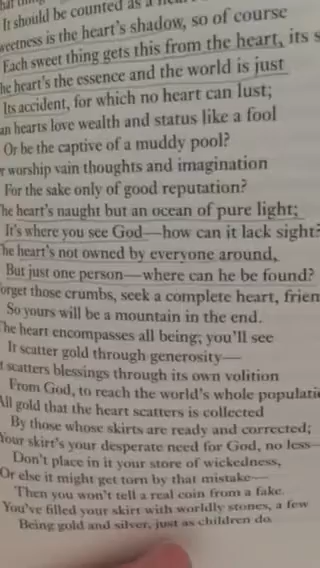 It should be counted as a
sweetness is the heart's shadow, so of course
Each sweet thing gets this from the heart, its
he heart's the essence and the world is just
Its accident, for which no heart can lust;
an hearts love wealth and status like a fool
Or be the captive of a muddy pool?
r worship vain thoughts and imagination
For the sake only of good reputation?
he heart's naught but an ocean of pure light;
It's where you see God—how can it lack sight?
he heart's not owned by everyone around,
But just one person—where can he be found?
orget those crumbs, seek a complete heart, frien
So yours will be a mountain in the end.
he heart encompasses all being; you'll see
It scatter gold through generosity—
t scatters blessings through its own volition
From God, to reach the world's whole populati
All gold that the heart scatters is collected
By those whose skirts are ready and corrected;
Your skirt's your desperate need for God, no less—
Don't place in it your store of wickedness,
Or else it might get torn by that mistake—
Then you won't tell a real coin from a fake.
You've filled your skirt with worldly stones, a few
Being gold and silver, just as children do.